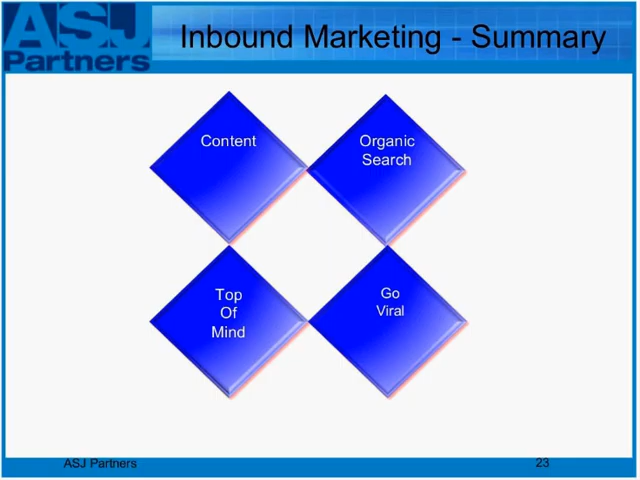 ASJ
Partners
Inbound Marketing - Summary
Content
Organic
Search
Top
Of
Mind
Go
Viral
ASJ Partners
23